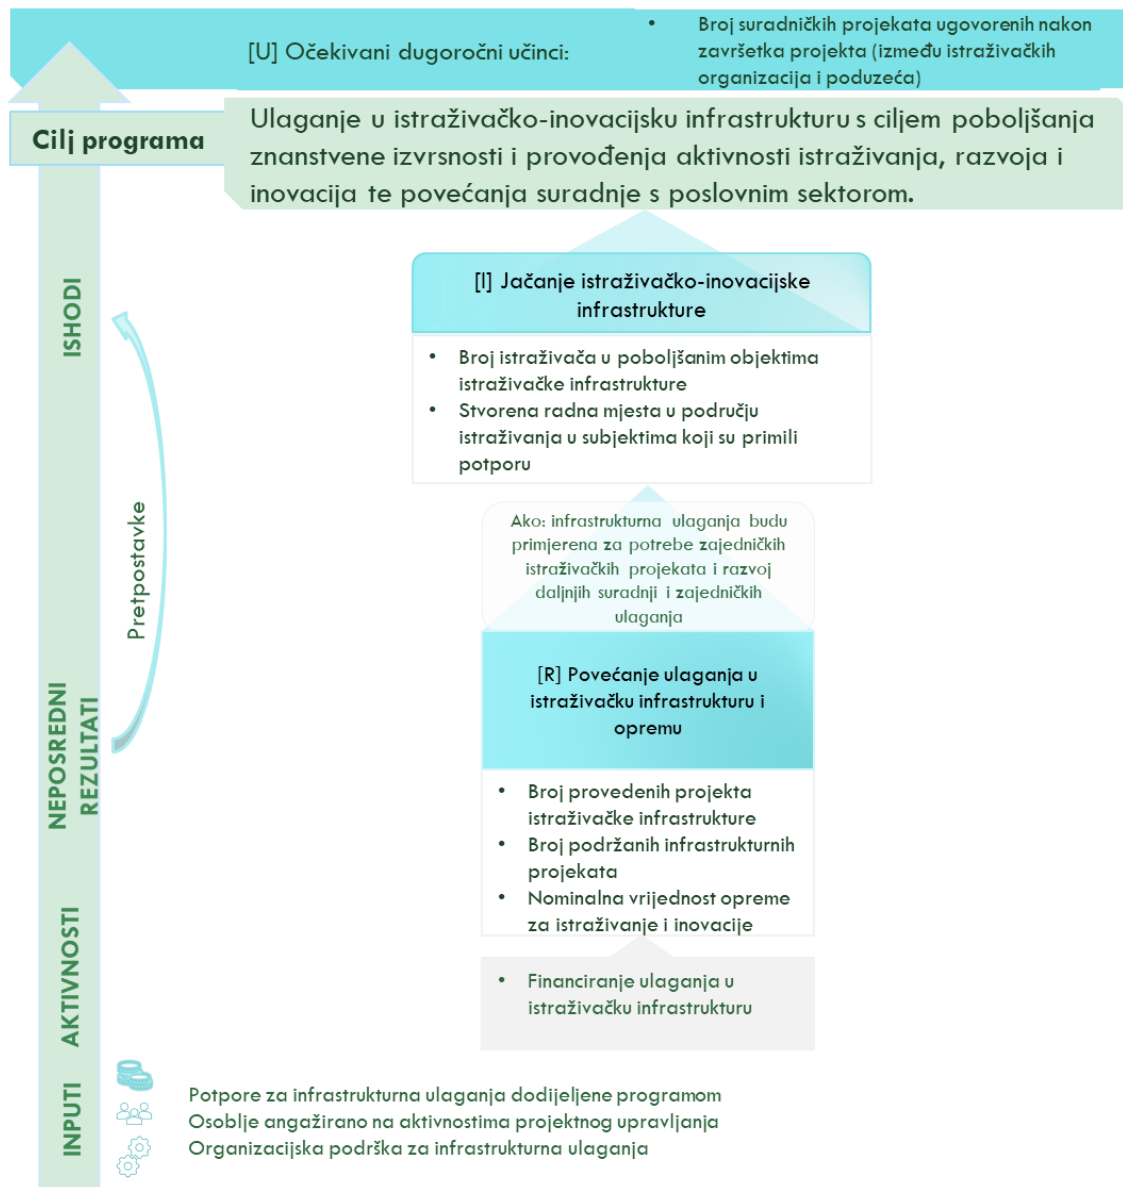 [U] Očekivani dugoročni učinci:
• Broj suradničkih projekata ugovorenih nakon
završetka projekta (između istraživačkih
organizacija i poduzeća)
Cilj programa
Ulaganje u istraživačko-inovacijsku infrastrukturu s ciljem poboljšanja
znanstvene izvrsnosti i provođenja aktivnosti istraživanja, razvoja i
inovacija te povećanja suradnje s poslovnim sektorom.
ISHODI
[I] Jačanje istraživačko-inovacijske
infrastrukture
• Broj istraživača u poboljšanim objektima
istraživačke infrastrukture
• Stvorena radna mjesta u području
istraživanja u subjektima koji su primili
potporu
Pretpostavke
Ako: infrastrukturna ulaganja budu
primjerena za potrebe zajedničkih
istraživačkih projekata i razvoj
daljnjih suradnji i zajedničkih
ulaganja
NEPOSREDNI
REZULTATI
[R] Povećanje ulaganja u
istraživačku infrastrukturu i
opremu
• Broj provedenih projekta
istraživačke infrastrukture
• Broj podržanih infrastrukturnih
projekata
• Nominalna vrijednost opreme
za istraživanje i inovacije
AKTIVNOSTI
• Financiranje ulaganja u
istraživačku infrastrukturu
INPUTI
Potpore za infrastrukturna ulaganja dodijeljene programom
Osoblje angažirano na aktivnostima projektnog upravljanja
Organizacijska podrška za infrastrukturna ulaganja